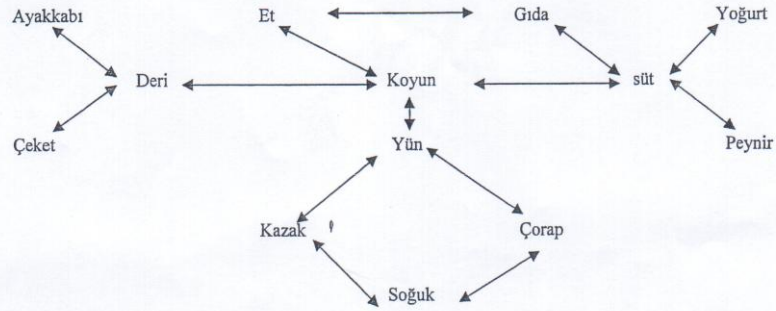 Ayakkabı Et Gıda Yoğurt
Deri Koyun süt
Çeket Yün Peynir
Kazak Çorap
Soğuk